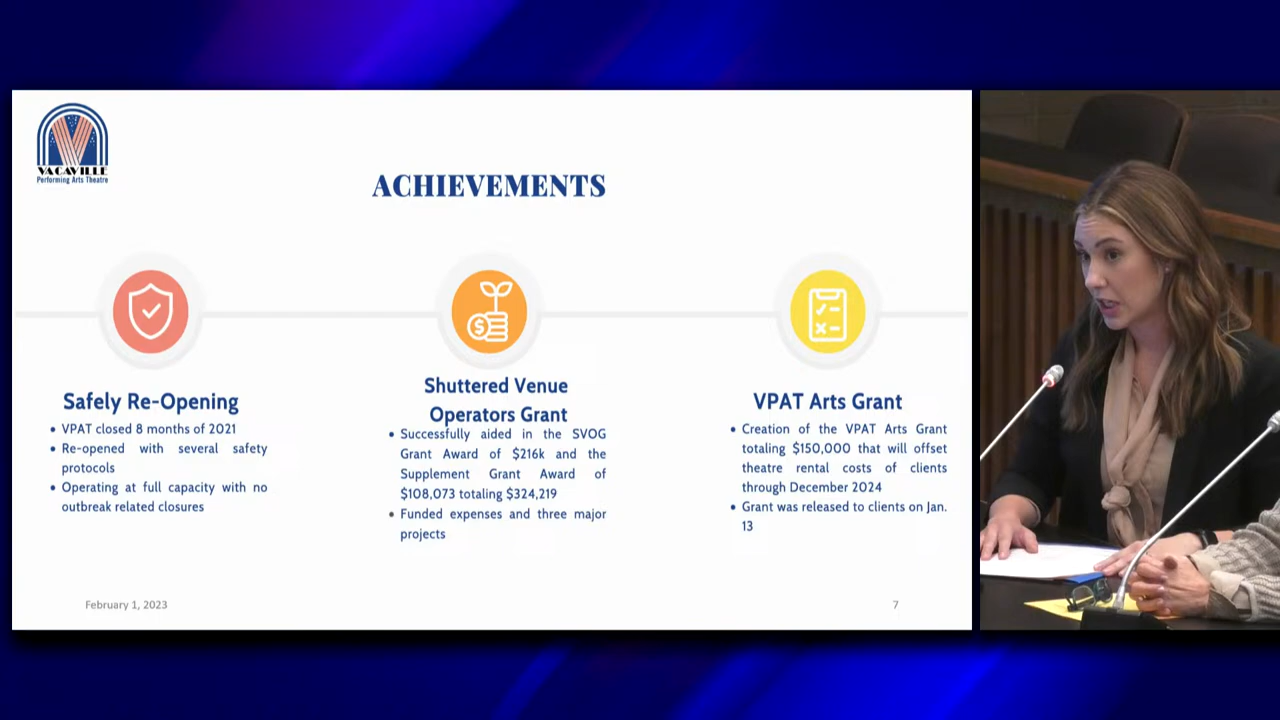 VACAVILLE
Performing Arts Theatre
ACHIEVEMENTS
Safely Re-Opening
• VPAT closed 8 months of 2021
• Re-opened with several safety
protocols
• Operating at full capacity with no
outbreak related closures
Shuttered Venue
Operators Grant
• Successfully aided in the SVOG
Grant Award of $216k and the
Supplement Grant Award of
$108,073 totaling $324,219
• Funded expenses and three major
projects
VPAT Arts Grant
• Creation of the VPAT Arts Grant
totaling $150,000 that will offset
theatre rental costs of clients
through December 2024
• Grant was released to clients on Jan.
13
February 1, 2023
7